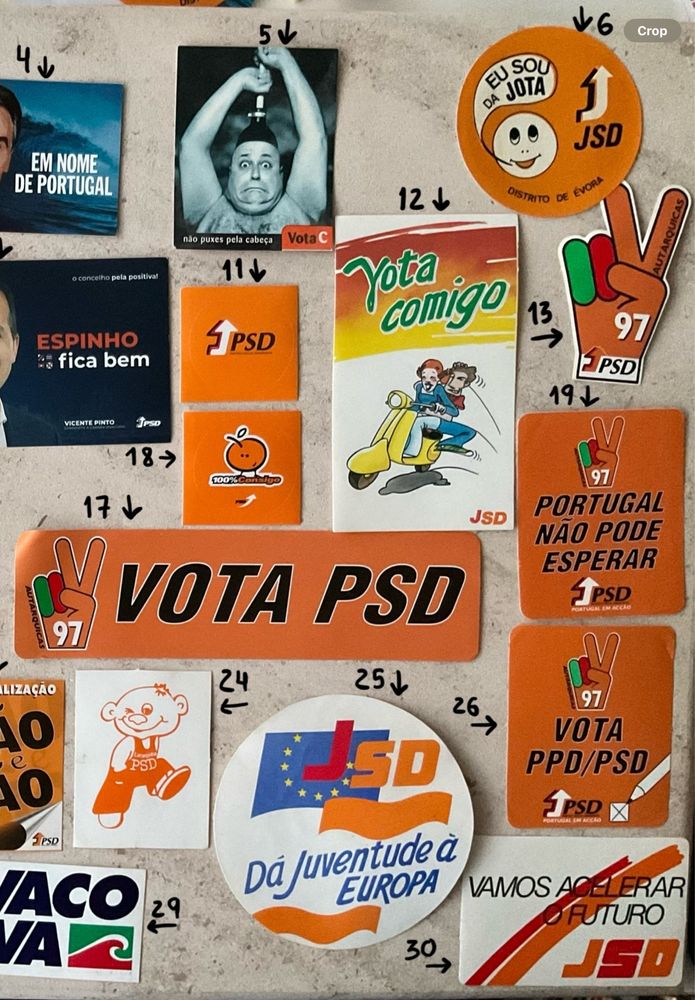 Crop
4
EM NOME
DE PORTUGAL
5
não puxes pela cabeça
Vota C
6
EU SOU
DA JOTA
JSD
DISTRITO DE ÉVORA
o concelho pela positiva!
ESPINHO
fica bem
VICENTE PINTO
PSD
11
PSD
12
Vota
comigo
JSD
13
AUTARQUICAS
97
PSD
18
100%Consigo
19
97
PORTUGAL
NÃO PODE
ESPERAR
PSD
PORTUGAL EM ACÇÃO
17
AUTARQUICAS
97
VOTA PSD
ALIZAÇÃO
ÃO
e
ÃO
PSD
24
PSD
25
JSD
Dá Juventude à
EUROPA
26
97
VOTA
PPD/PSD
PSD
PORTUGAL EM ACÇÃO
VACO
VA
29
30
VAMOS ACELERAR
O FUTURO
JSD